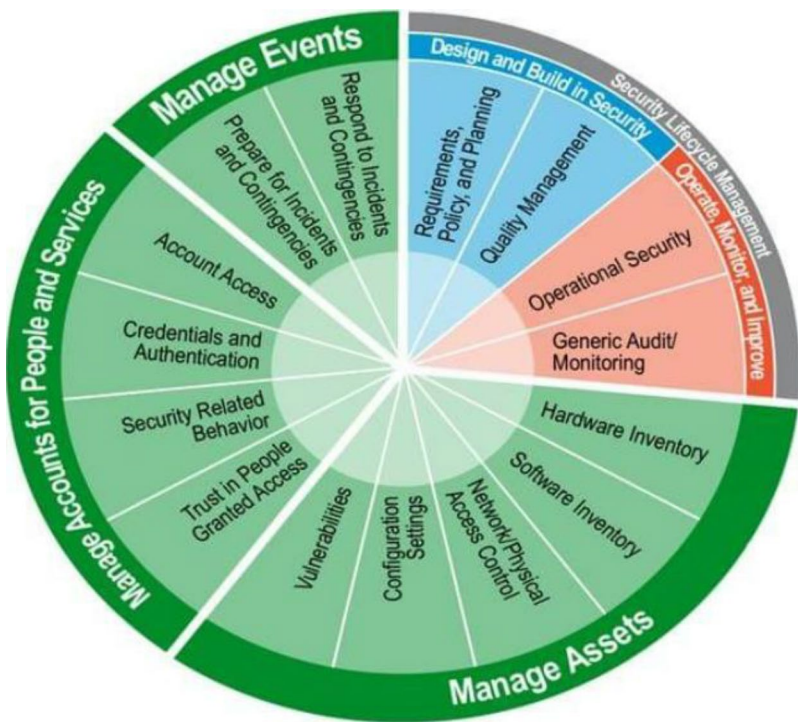 Security Lifecycle Management
Design and Build in Security
Requirements,
Policy, and Planning
Quality Management
Operate, Monitor, and Improve
Operational Security
Generic Audit/
Monitoring
Manage Assets
Hardware Inventory
Software Inventory
Network/Physical
Access Control
Configuration
Settings
Vulnerabilities
Manage Accounts for People and Services
Trust in People
Granted Access
Security Related
Behavior
Credentials and
Authentication
Account Access
Manage Events
Prepare for Incidents
and Contingencies
Respond to Incidents
and Contingencies